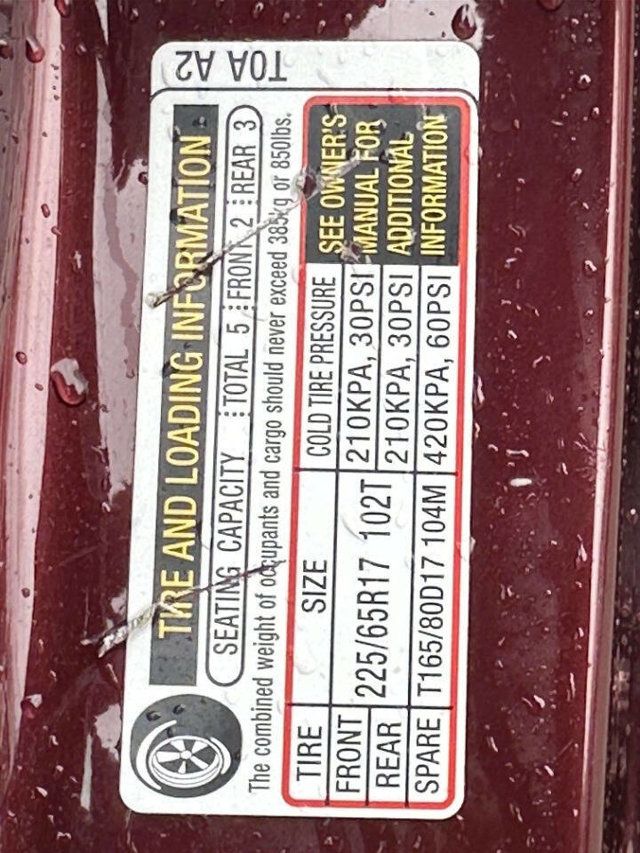 TIRE AND LOADING INFORMATION
SEATING CAPACITY TOTAL 5 FRONT 2 REAR 3
The combined weight of occupants and cargo should never exceed 385kg or 850lbs.
TIRE SIZE COLD TIRE PRESSURE
FRONT 225/65R17 102T 210KPA, 30PSI
REAR 210KPA, 30PSI
SPARE T165/80D17 104M 420KPA, 60PSI
SEE OWNER'S
MANUAL FOR
ADDITIONAL
INFORMATION
T0A A2